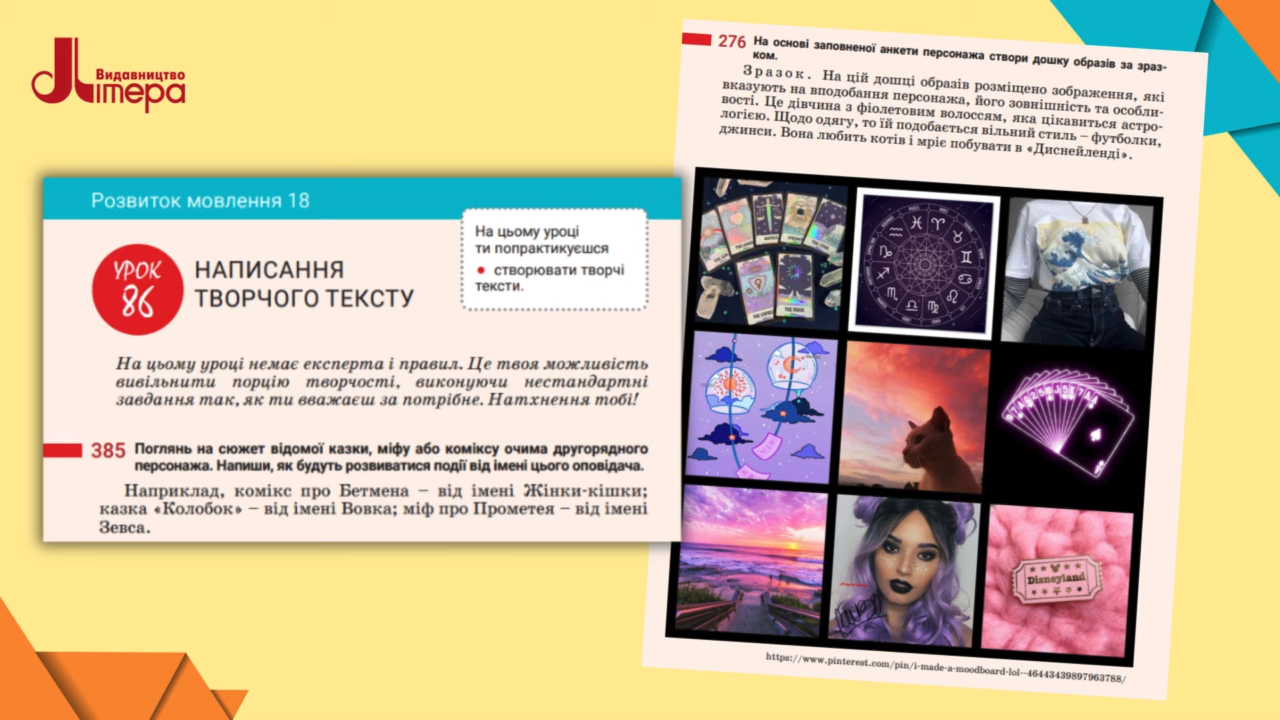 Видавництво
Літера
Розвиток мовлення 18
УРОК
86
НАПИСАННЯ
ТВОРЧОГО ТЕКСТУ
На цьому уроці
ти попрактикуєшся
• створювати творчі
тексти.
На цьому уроці немає експерта і правил. Це твоя можливість
вивільнити порцію творчості, виконуючи нестандартні
завдання так, як ти вважаєш за потрібне. Натхнення тобі!
385 Поглянь на сюжет відомої казки, міфу або коміксу очима другорядного
персонажа. Напиши, як будуть розвиватися події від імені цього оповідача.
Наприклад, комікс про Бетмена – від імені Жінки-кішки;
казка «Колобок» – від імені Вовка; міф про Прометея – від імені
Зевса.
276 На основі заповненої анкети персонажа створи дошку образів за зраз-
ком.
Зразок. На цій дошці образів розміщено зображення, які
вказують на вподобання персонажа, його зовнішність та особли-
вості. Це дівчина з фіолетовим волоссям, яка цікавиться астро-
логією. Щодо одягу, то їй подобається вільний стиль – футболки,
джинси. Вона любить котів і мріє побувати в «Диснейленді».
Disneyland
https://www.pinterest.com/pin/i-made-a-moodboard-lol--46443439897963788/